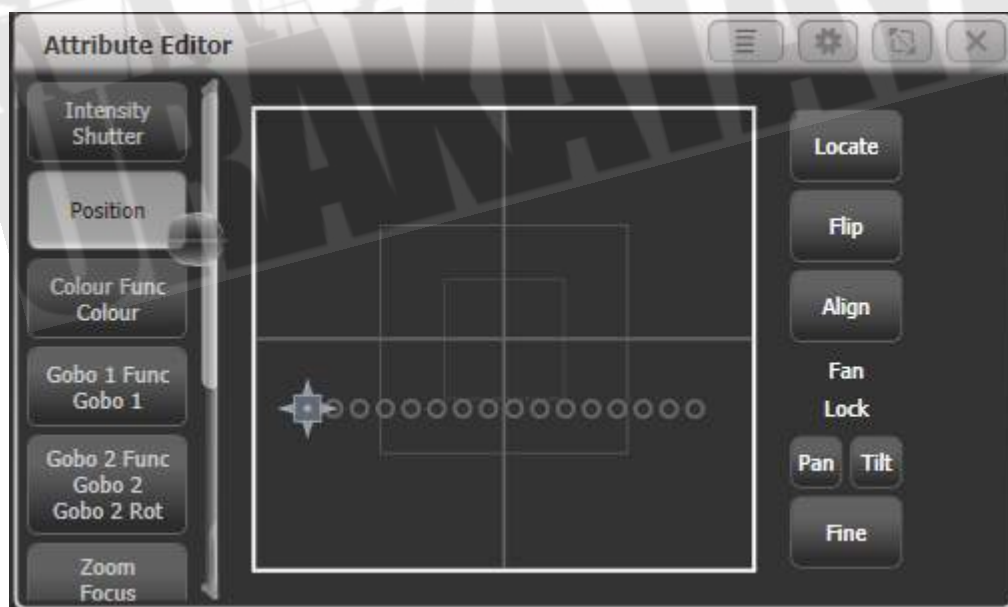 Attribute Editor
Intensity
Shutter
Position
Colour Func
Colour
Gobo 1 Func
Gobo 1
Gobo 2 Func
Gobo 2
Gobo 2 Rot
Zoom
Focus
Locate
Flip
Align
Fan
Lock
Pan Tilt
Fine